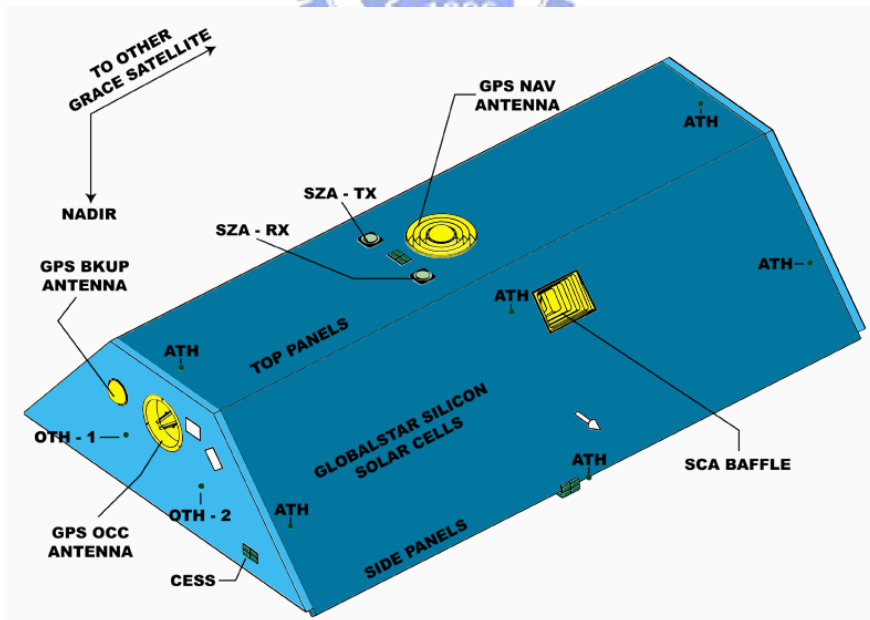 1896
TO OTHER
GRACE SATELLITE
NADIR
GPS NAV
ANTENNA
ATH
SZA - TX
SZA - RX
GPS BKUP
ANTENNA
ATH
ATH
TOP PANELS
ATH
GLOBALSTAR SILICON
SOLAR CELLS
OTH - 1
SCA BAFFLE
ATH
ATH
OTH - 2
GPS OCC
ANTENNA
SIDE PANELS
CESS